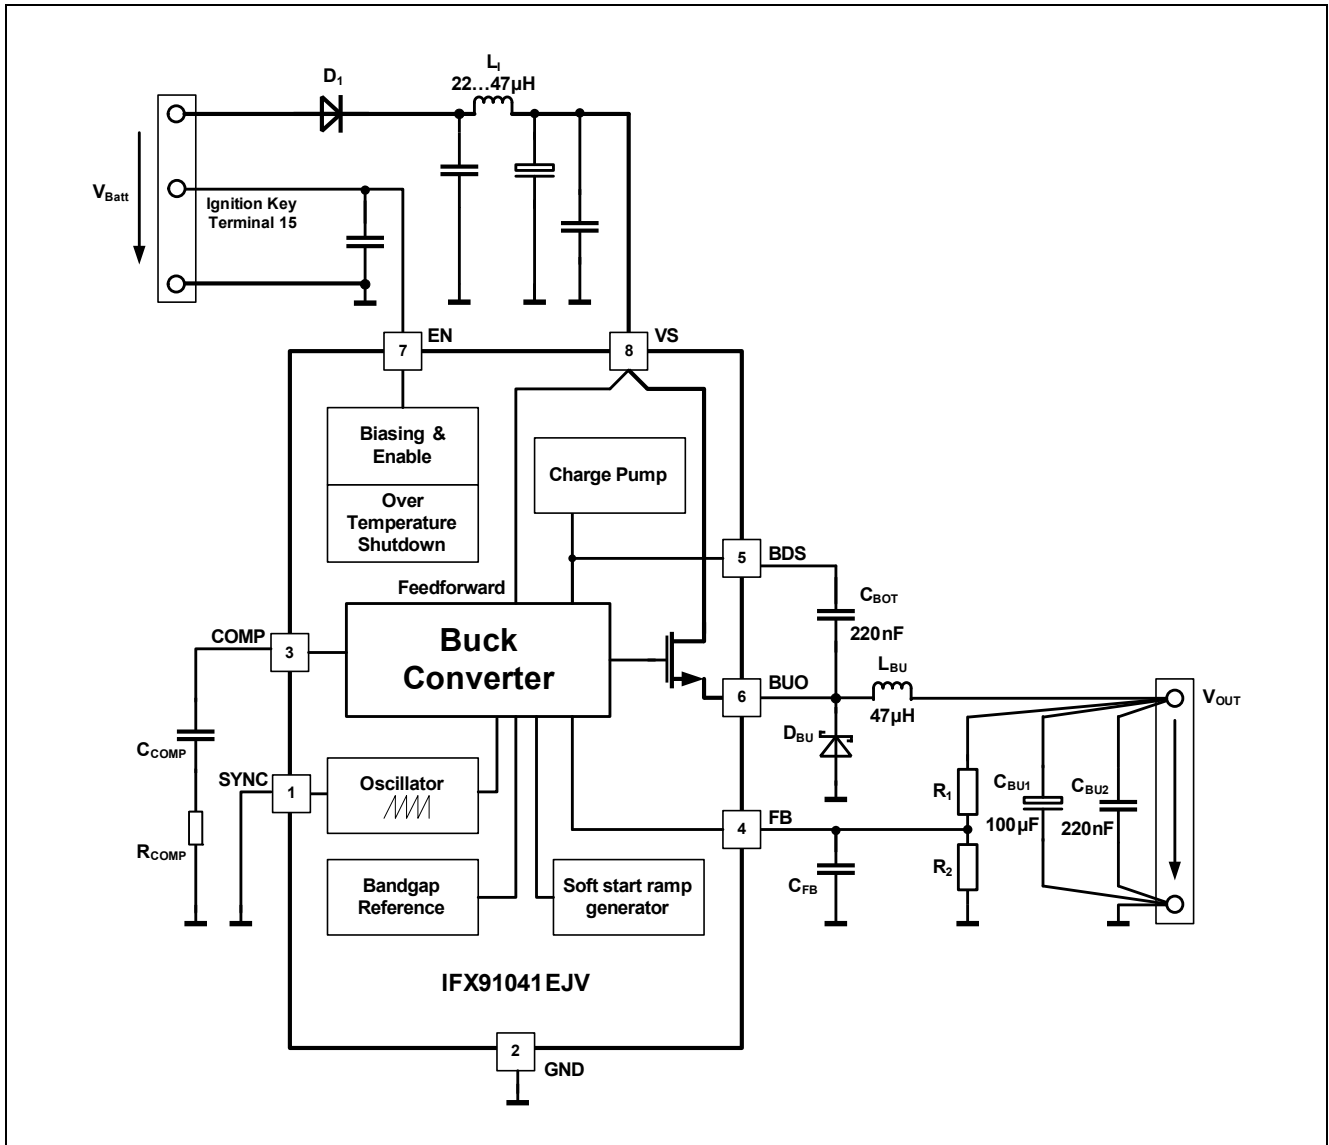 D1
LI
22...47µH
VBatt
Ignition Key
Terminal 15
EN
VS
7
8
Biasing & Enable
Over Temperature Shutdown
Charge Pump
5
BDS
Feedforward
CBOT
220nF
COMP
3
Buck
Converter
LBU
47µH
6
BUO
VOUT
CCOMP
DBU
SYNC
1
Oscillator
R1
CBU1
100µF
CBU2
220nF
4
FB
RCOMP
R2
CFB
Bandgap
Reference
Soft start ramp
generator
IFX91041EJV
2
GND